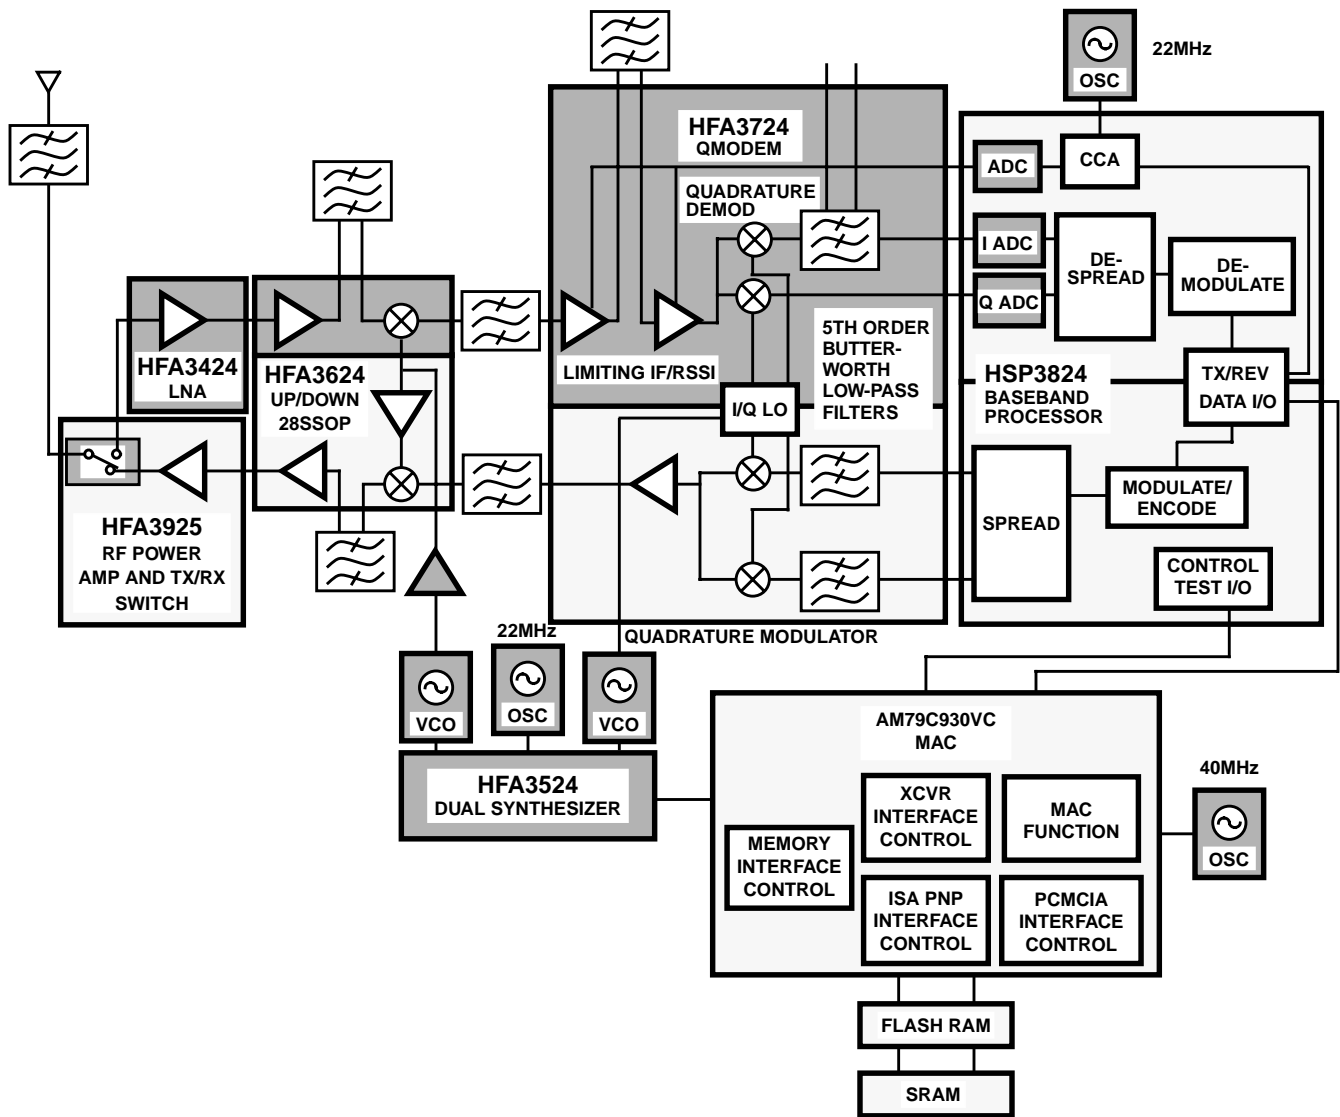 22MHz
OSC
HFA3724
QMODEM
ADC
CCA
QUADRATURE
DEMOD
I ADC
DE-
SPREAD
DE-
MODULATE
Q ADC
5TH ORDER
BUTTER-
WORTH
LOW-PASS
FILTERS
HFA3424
LNA
HFA3624
UP/DOWN
28SSOP
LIMITING IF/RSSI
I/Q LO
HSP3824
BASEBAND
PROCESSOR
TX/REV
DATA I/O
MODULATE/
ENCODE
SPREAD
HFA3925
RF POWER
AMP AND TX/RX
SWITCH
CONTROL
TEST I/O
QUADRATURE MODULATOR
22MHz
VCO
OSC
VCO
HFA3524
DUAL SYNTHESIZER
AM79C930VC
MAC
XCVR
INTERFACE
CONTROL
MAC
FUNCTION
MEMORY
INTERFACE
CONTROL
ISA PNP
INTERFACE
CONTROL
PCMCIA
INTERFACE
CONTROL
40MHz
OSC
FLASH RAM
SRAM